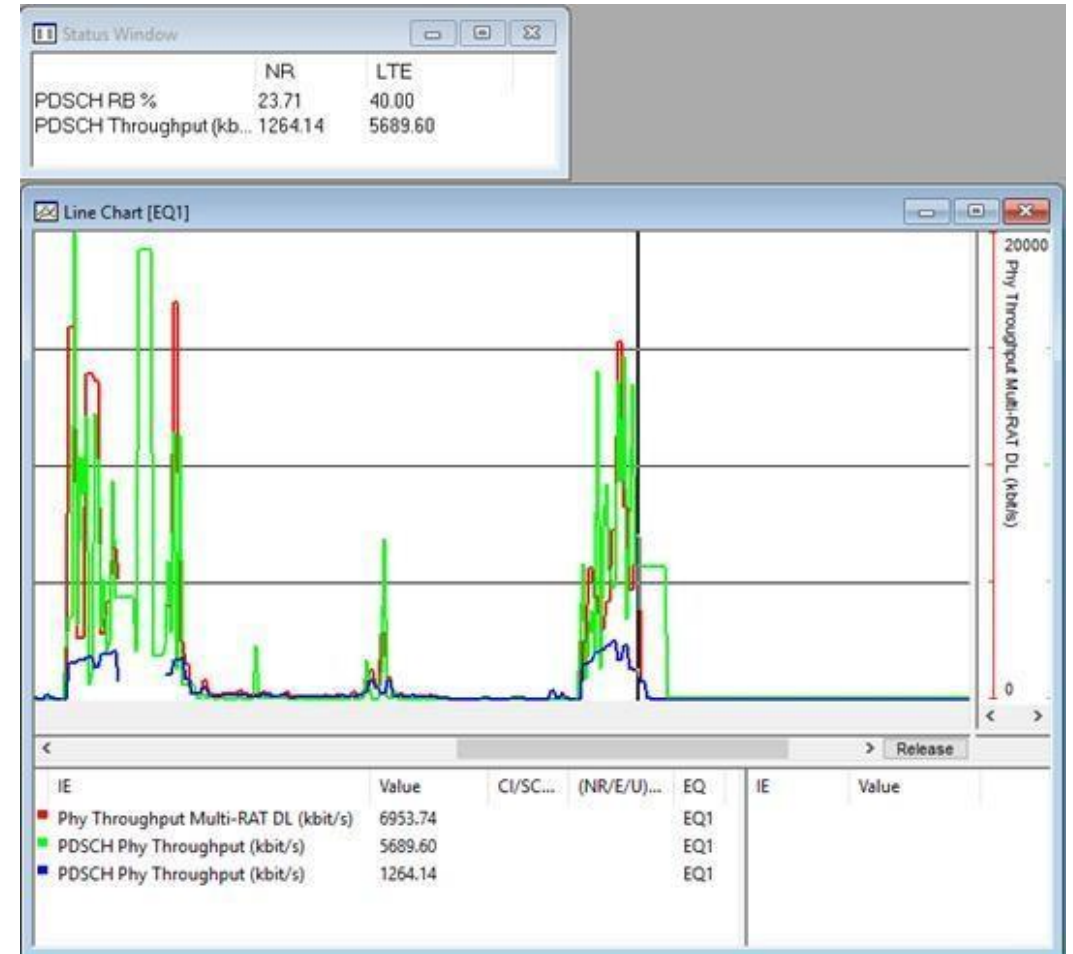 Status Window
NR LTE
PDSCH RB % 23.71 40.00
PDSCH Throughput (kb... 1264.14 5689.60
Line Chart [EQ1]
20000
Phy Throughput Multi-RAT DL (kbit/s)
0
Release
IE Value CI/SC... (NR/E/U)... EQ IE Value
Phy Throughput Multi-RAT DL (kbit/s) 6953.74 EQ1
PDSCH Phy Throughput (kbit/s) 5689.60 EQ1
PDSCH Phy Throughput (kbit/s) 1264.14 EQ1